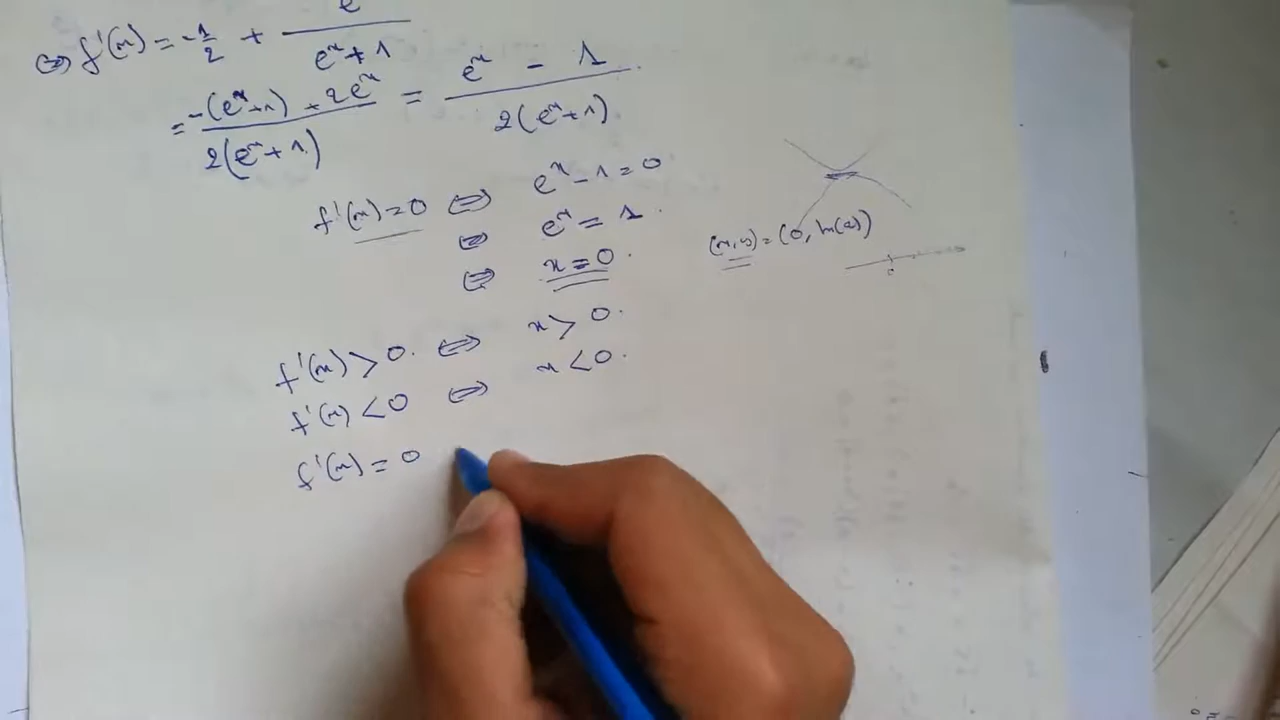 ⇔ f'(x) = -1/2 + e/(e^x + 1)
= (-(e^x+1) + 2e^x)/(2(e^x+1)) = (e^x - 1)/(2(e^x+1))
f'(x) = 0 ⇔ e^x - 1 = 0
⇔ e^x = 1.
⇔ x = 0.
(x,y) = (0, ln(2))
0
f'(x) > 0. ⇔ x > 0.
f'(x) < 0 ⇔ x < 0.
f'(x) = 0